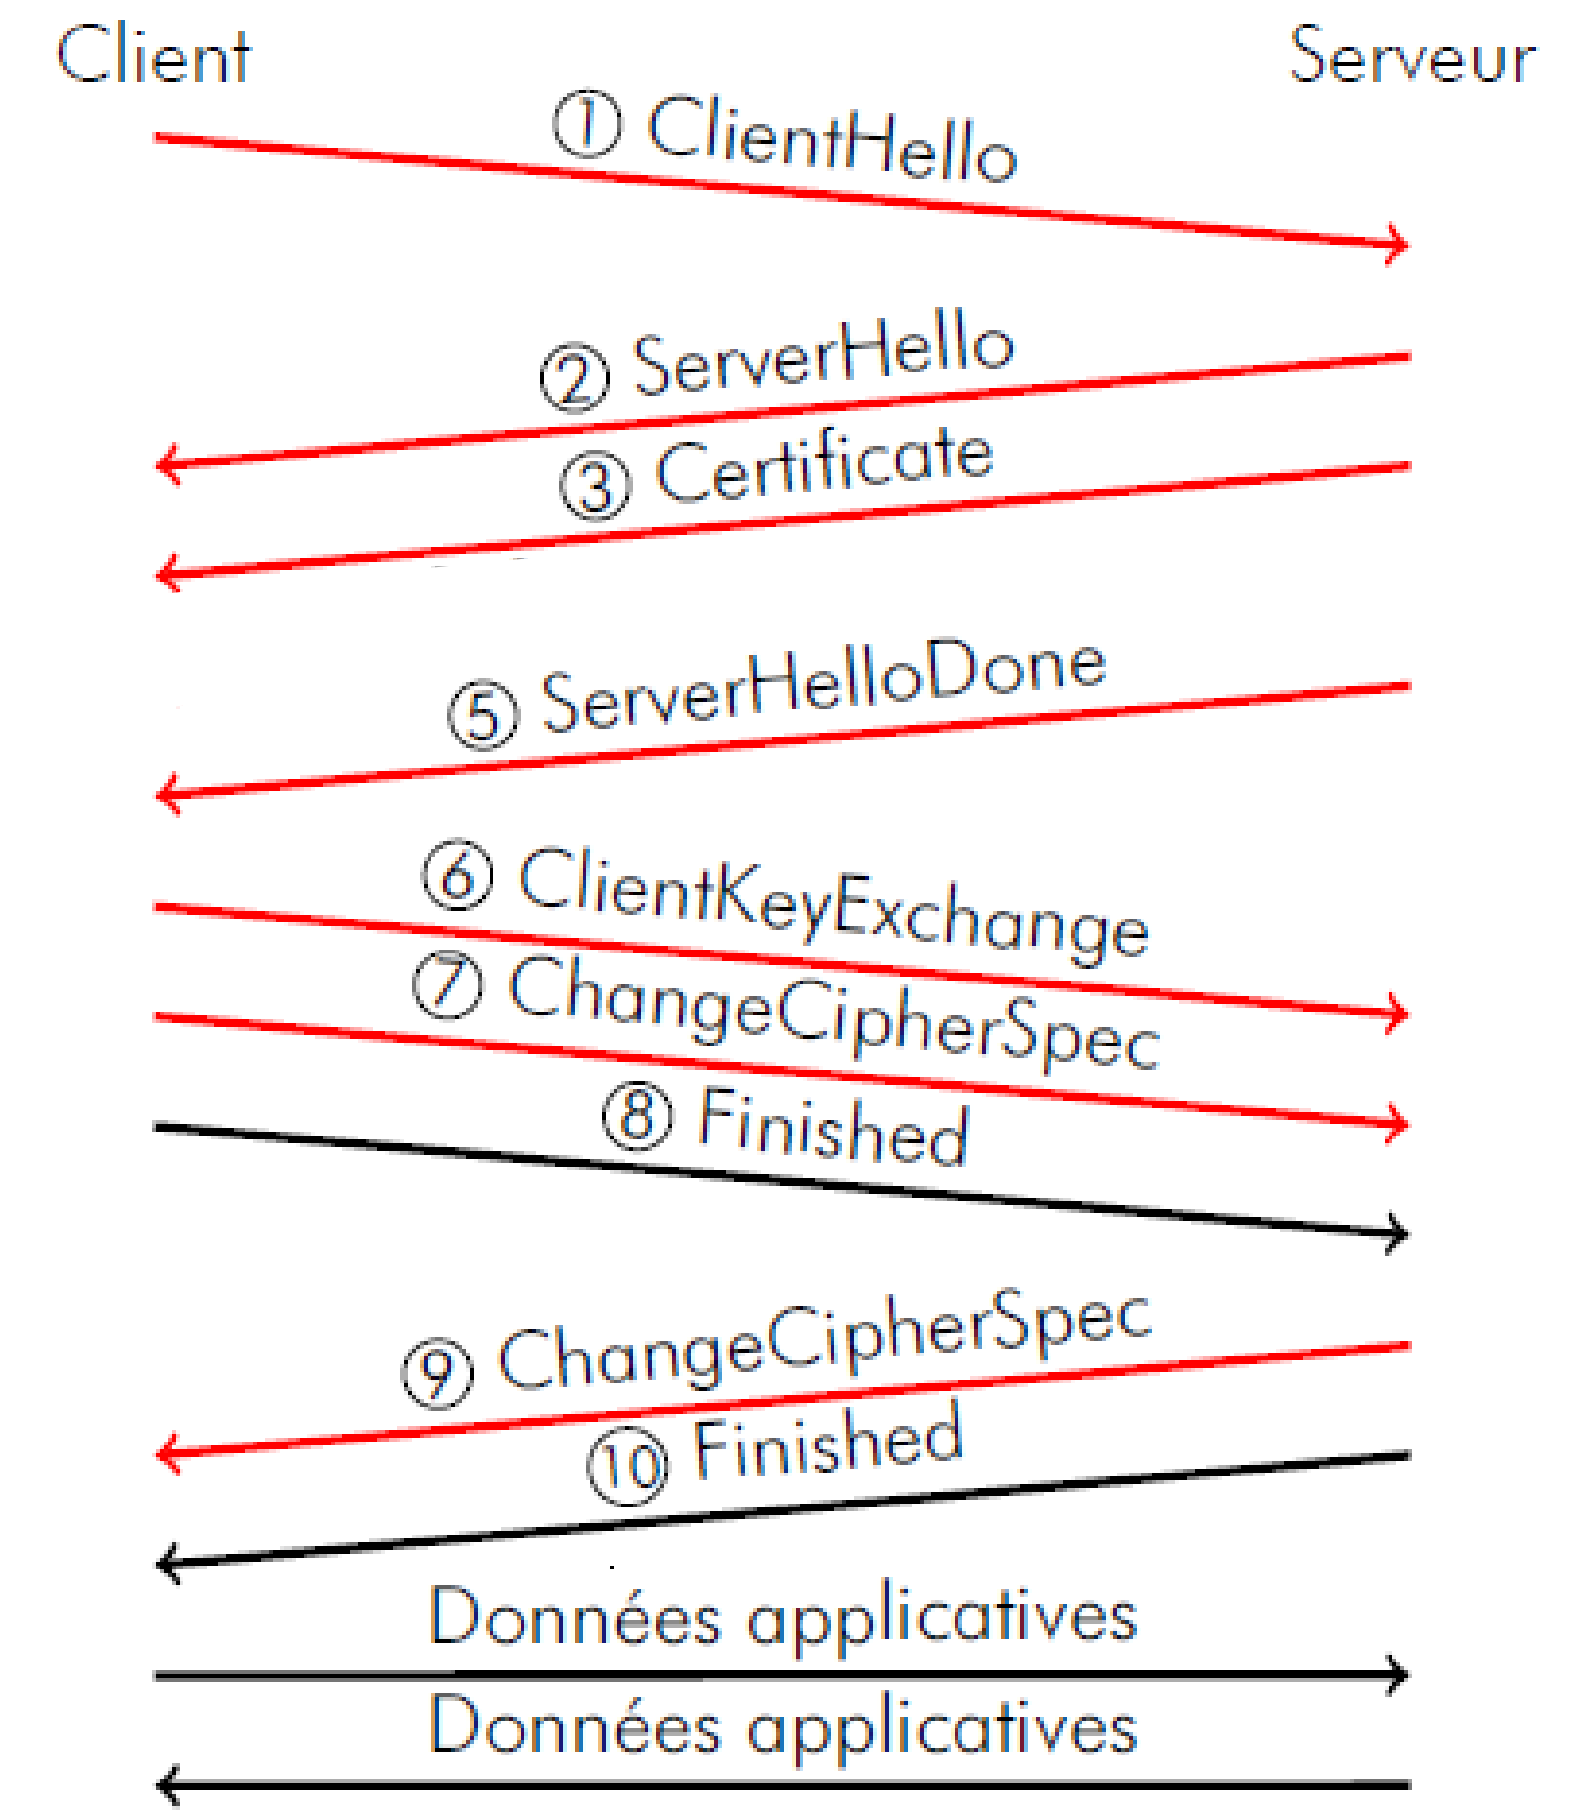 Client Serveur
① ClientHello
② ServerHello
③ Certificate
⑤ ServerHelloDone
⑥ ClientKeyExchange
⑦ ChangeCipherSpec
⑧ Finished
⑨ ChangeCipherSpec
⑩ Finished
Données applicatives
Données applicatives